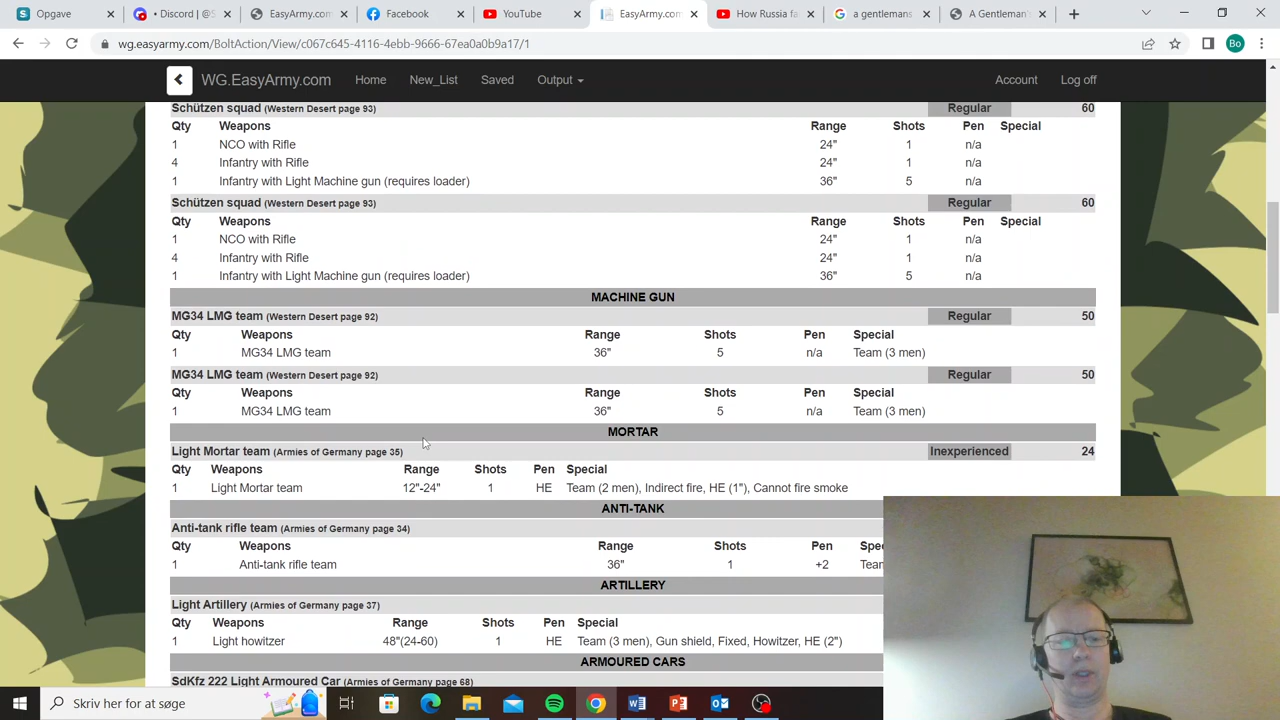 Opgave
• Discord | @S
EasyArmy.com
Facebook
YouTube
EasyArmy.com
How Russia fa
a gentlemans
A Gentleman's
wg.easyarmy.com/BoltAction/View/c067c645-4116-4ebb-9666-67ea0a0b9a17/1
Bo
WG.EasyArmy.com Home New_List Saved Output Account Log off
Schützen squad (Western Desert page 93) Regular 60
Qty Weapons Range Shots Pen Special
1 NCO with Rifle 24" 1 n/a
4 Infantry with Rifle 24" 1 n/a
1 Infantry with Light Machine gun (requires loader) 36" 5 n/a
Schützen squad (Western Desert page 93) Regular 60
Qty Weapons Range Shots Pen Special
1 NCO with Rifle 24" 1 n/a
4 Infantry with Rifle 24" 1 n/a
1 Infantry with Light Machine gun (requires loader) 36" 5 n/a
MACHINE GUN
MG34 LMG team (Western Desert page 92) Regular 50
Qty Weapons Range Shots Pen Special
1 MG34 LMG team 36" 5 n/a Team (3 men)
MG34 LMG team (Western Desert page 92) Regular 50
Qty Weapons Range Shots Pen Special
1 MG34 LMG team 36" 5 n/a Team (3 men)
MORTAR
Light Mortar team (Armies of Germany page 35) Inexperienced 24
Qty Weapons Range Shots Pen Special
1 Light Mortar team 12"-24" 1 HE Team (2 men), Indirect fire, HE (1"), Cannot fire smoke
ANTI-TANK
Anti-tank rifle team (Armies of Germany page 34)
Qty Weapons Range Shots Pen Spe
1 Anti-tank rifle team 36" 1 +2 Tea
ARTILLERY
Light Artillery (Armies of Germany page 37)
Qty Weapons Range Shots Pen Special
1 Light howitzer 48"(24-60) 1 HE Team (3 men), Gun shield, Fixed, Howitzer, HE (2")
ARMOURED CARS
SdKfz 222 Light Armoured Car (Armies of Germany page 68)
Skriv her for at søge